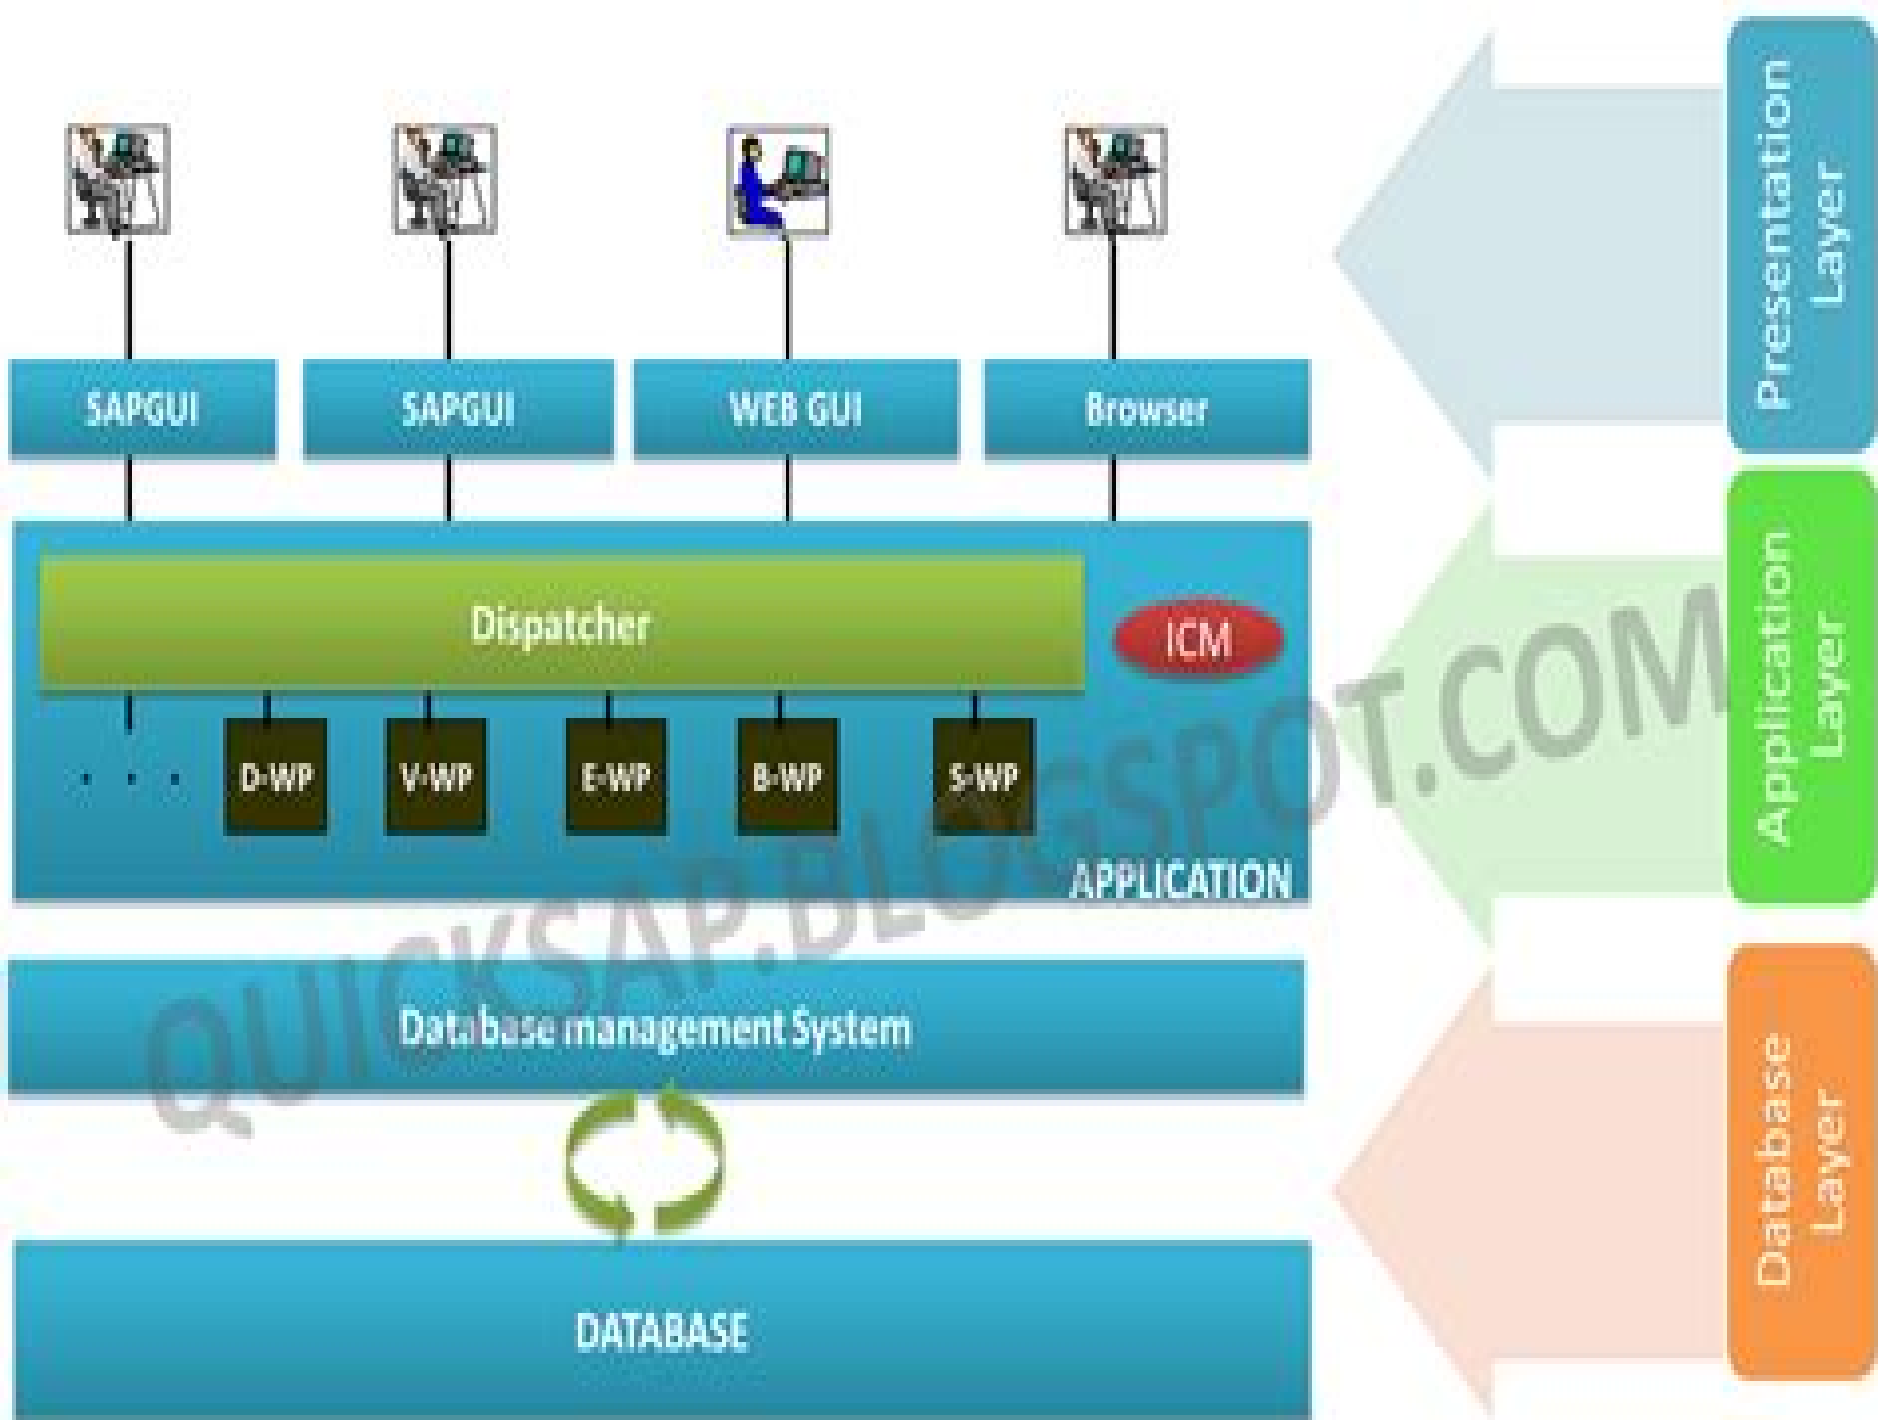 SAPGUI
SAPGUI
WEB GUI
Browser
Dispatcher
ICM
. . .
D-WP
V-WP
E-WP
B-WP
S-WP
APPLICATION
Database management System
DATABASE
Presentation
Layer
Application
Layer
Database
Layer
QUICKSAP.BLOGSPOT.COM